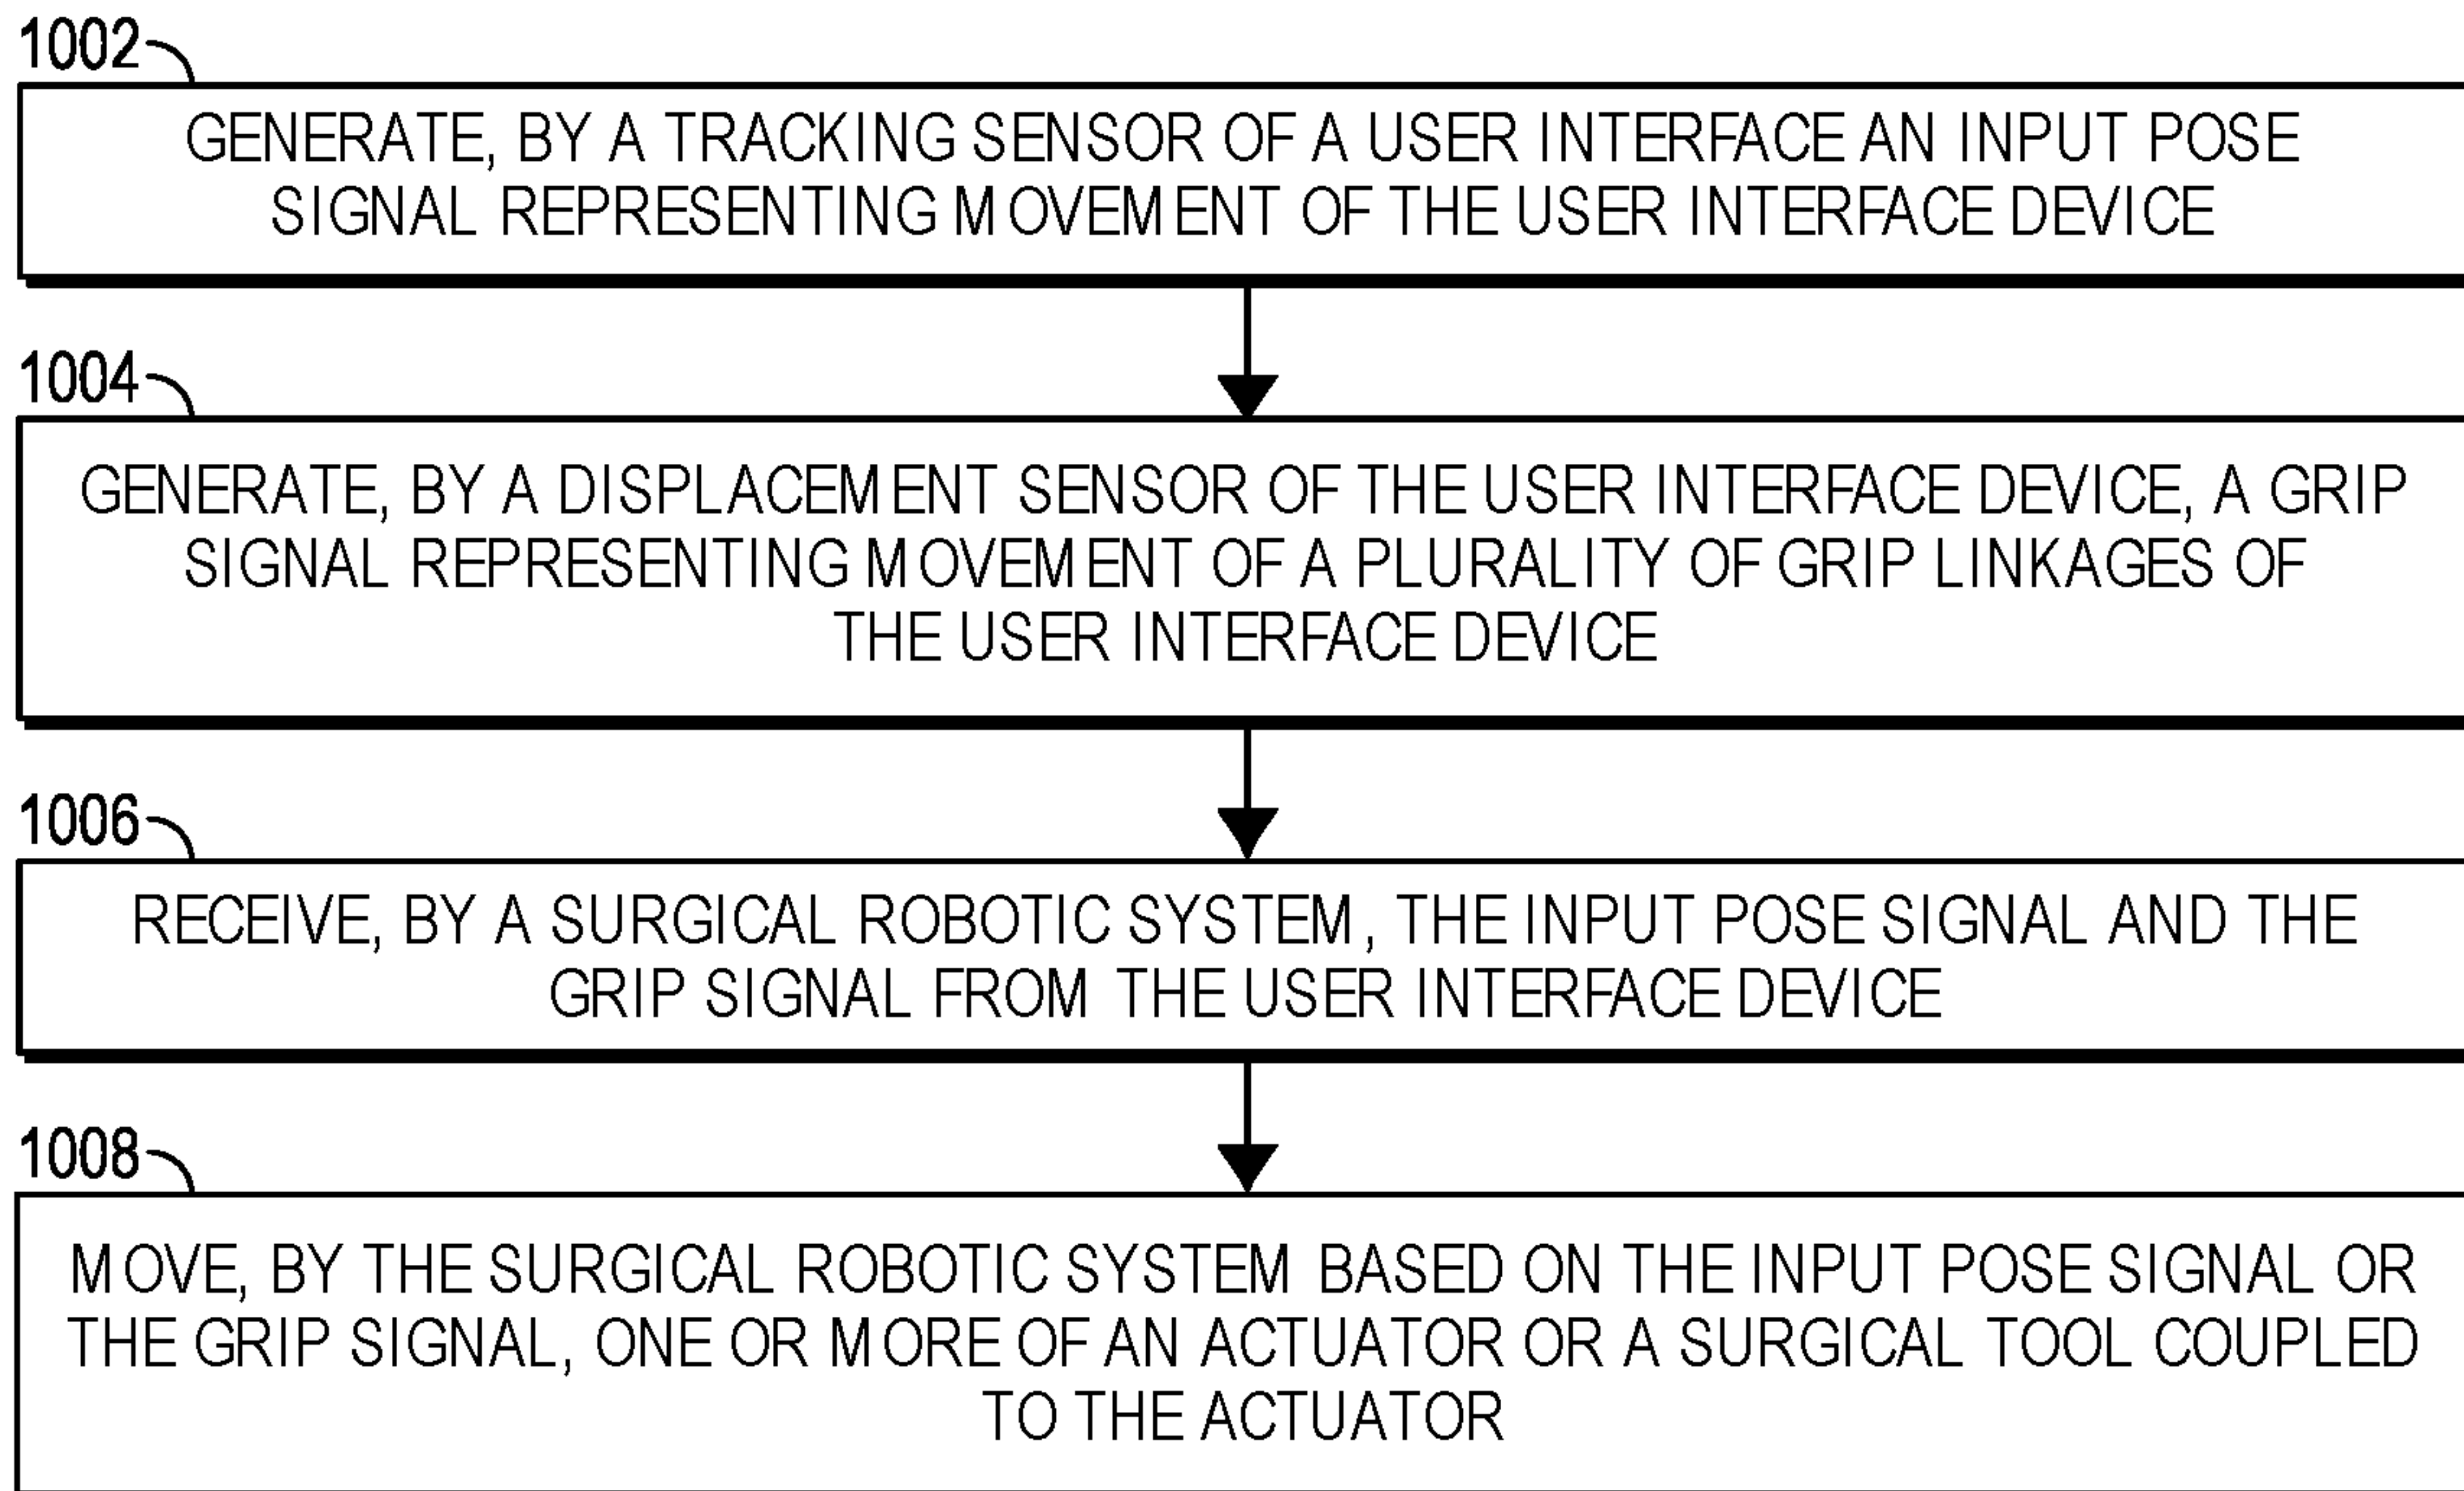 1002
GENERATE, BY A TRACKING SENSOR OF A USER INTERFACE AN INPUT POSE
SIGNAL REPRESENTING MOVEMENT OF THE USER INTERFACE DEVICE
1004
GENERATE, BY A DISPLACEMENT SENSOR OF THE USER INTERFACE DEVICE, A GRIP
SIGNAL REPRESENTING MOVEMENT OF A PLURALITY OF GRIP LINKAGES OF
THE USER INTERFACE DEVICE
1006
RECEIVE, BY A SURGICAL ROBOTIC SYSTEM, THE INPUT POSE SIGNAL AND THE
GRIP SIGNAL FROM THE USER INTERFACE DEVICE
1008
MOVE, BY THE SURGICAL ROBOTIC SYSTEM BASED ON THE INPUT POSE SIGNAL OR
THE GRIP SIGNAL, ONE OR MORE OF AN ACTUATOR OR A SURGICAL TOOL COUPLED
TO THE ACTUATOR